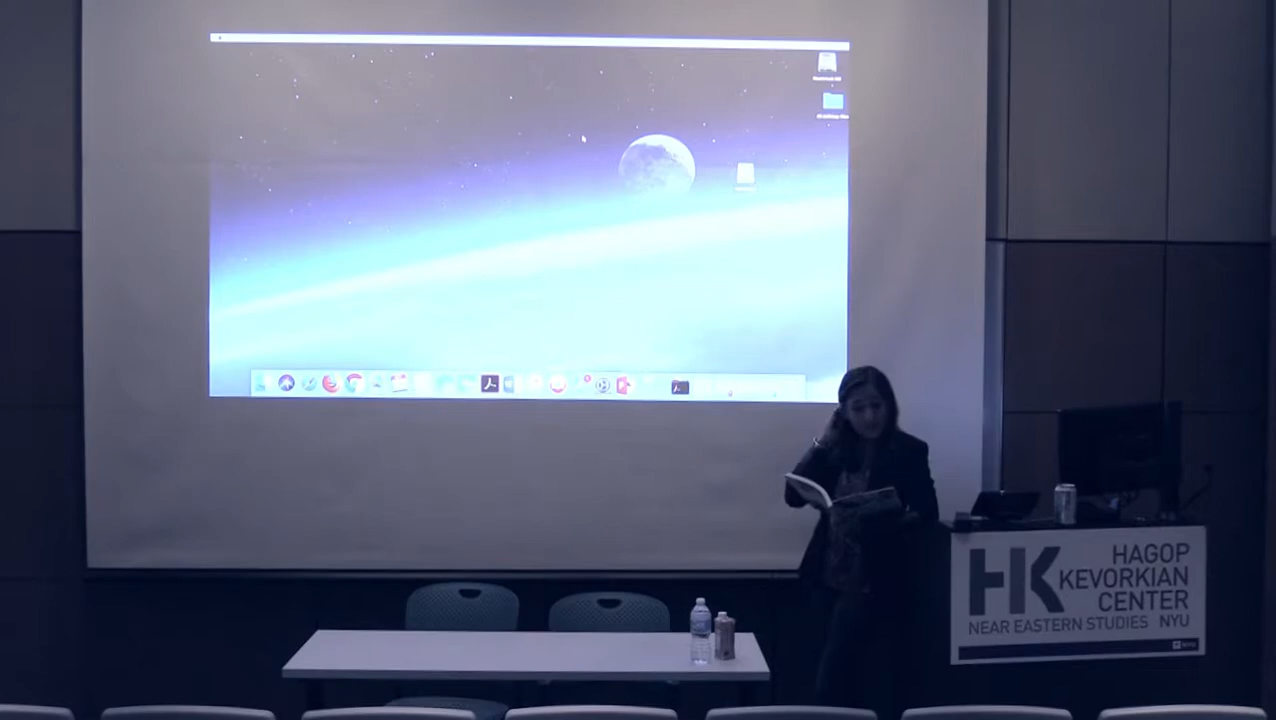 HK
HAGOP
KEVORKIAN
CENTER
NEAR EASTERN STUDIES NYU